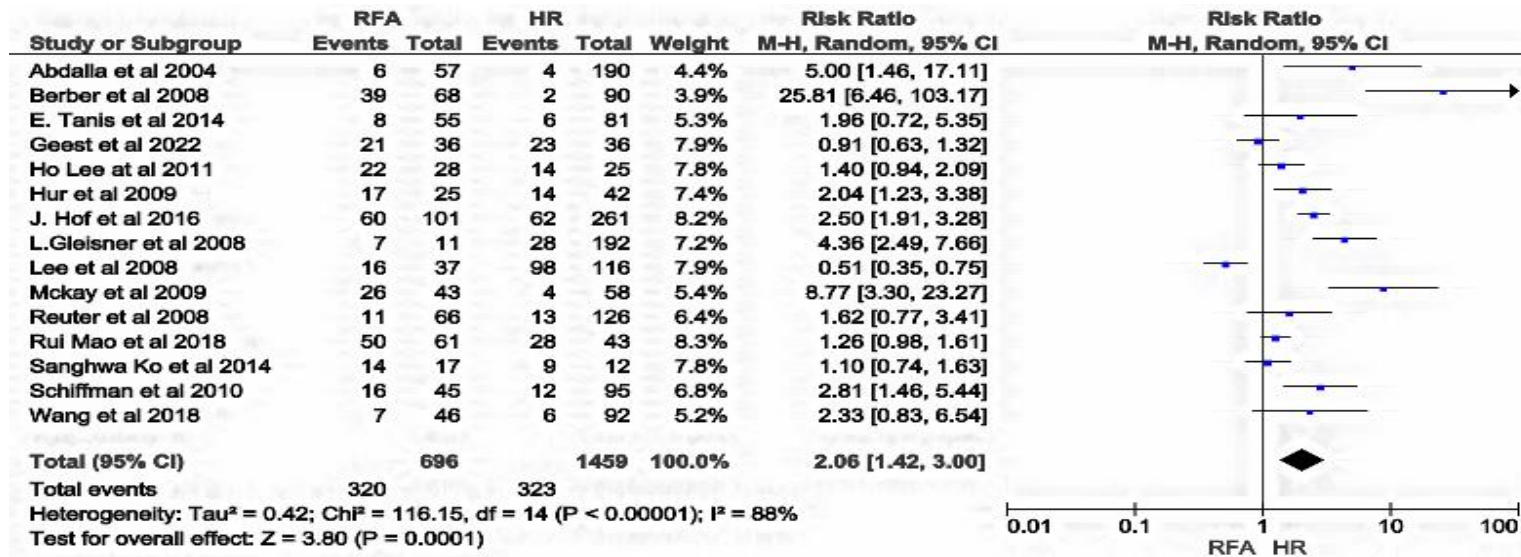 RFA HR Risk Ratio Risk Ratio
Study or Subgroup Events Total Events Total Weight M-H, Random, 95% CI M-H, Random, 95% CI
Abdalla et al 2004 6 57 4 190 4.4% 5.00 [1.46, 17.11]
Berber et al 2008 39 68 2 90 3.9% 25.81 [6.46, 103.17]
E. Tanis et al 2014 8 55 6 81 5.3% 1.96 [0.72, 5.35]
Geest et al 2022 21 36 23 36 7.9% 0.91 [0.63, 1.32]
Ho Lee at al 2011 22 28 14 25 7.8% 1.40 [0.94, 2.09]
Hur et al 2009 17 25 14 42 7.4% 2.04 [1.23, 3.38]
J. Hof et al 2016 60 101 62 261 8.2% 2.50 [1.91, 3.28]
L.Gleisner et al 2008 7 11 28 192 7.2% 4.36 [2.49, 7.66]
Lee et al 2008 16 37 98 116 7.9% 0.51 [0.35, 0.75]
Mckay et al 2009 26 43 4 58 5.4% 8.77 [3.30, 23.27]
Reuter et al 2008 11 66 13 126 6.4% 1.62 [0.77, 3.41]
Rui Mao et al 2018 50 61 28 43 8.3% 1.26 [0.98, 1.61]
Sanghwa Ko et al 2014 14 17 9 12 7.8% 1.10 [0.74, 1.63]
Schiffman et al 2010 16 45 12 95 6.8% 2.81 [1.46, 5.44]
Wang et al 2018 7 46 6 92 5.2% 2.33 [0.83, 6.54]
Total (95% CI) 696 1459 100.0% 2.06 [1.42, 3.00]
Total events 320 323
Heterogeneity: Tau² = 0.42; Chi² = 116.15, df = 14 (P < 0.00001); I² = 88%
Test for overall effect: Z = 3.80 (P = 0.0001)
0.01 0.1 1 10 100
RFA HR